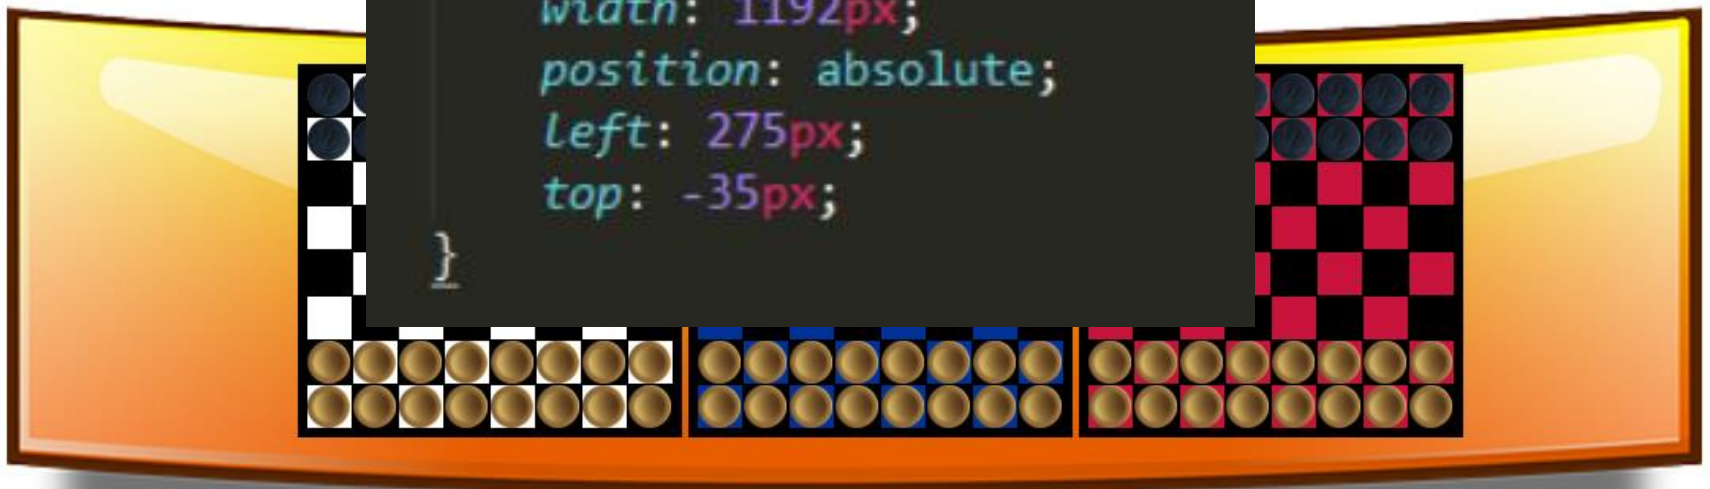 width: 1192px;
position: absolute;
left: 275px;
top: -35px;
}